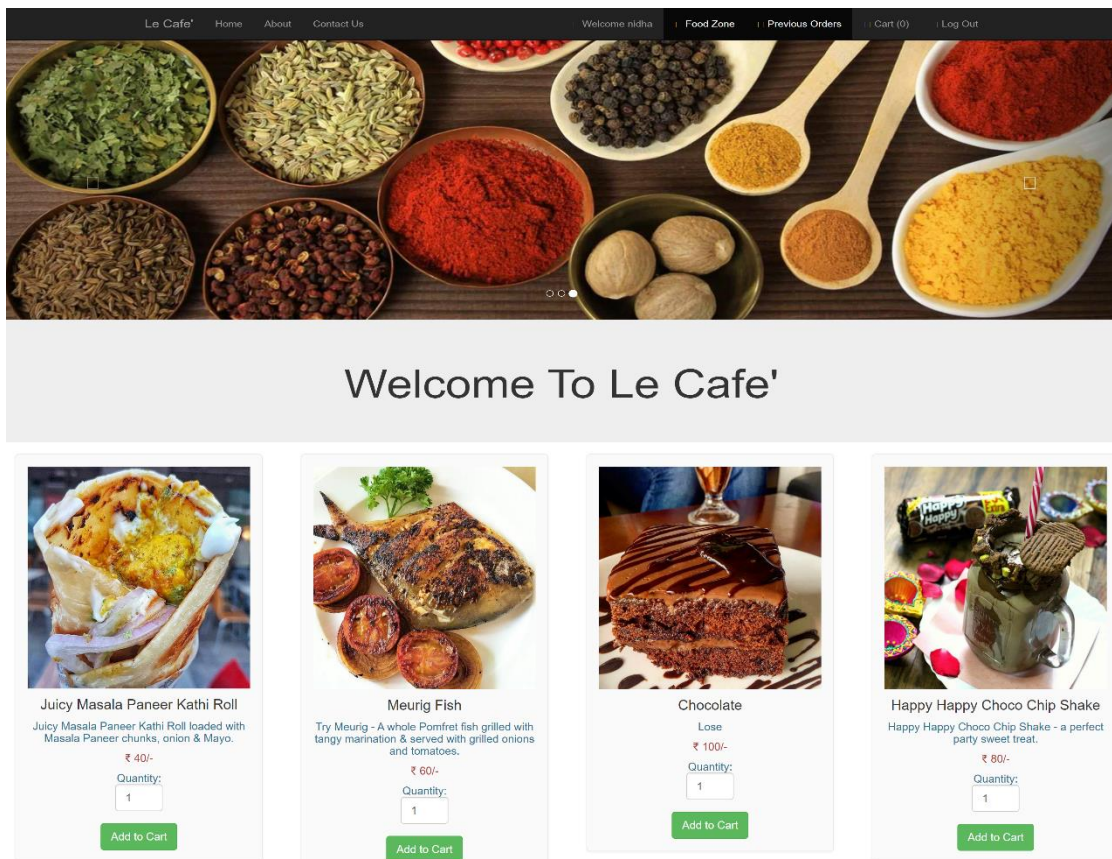 Le Cafe' Home About Contact Us Welcome nidha Food Zone Previous Orders Cart (0) Log Out
Welcome To Le Cafe'
Happy
Happy
Juicy Masala Paneer Kathi Roll
Juicy Masala Paneer Kathi Roll loaded with
Masala Paneer chunks, onion & Mayo.
₹ 40/-
Quantity:
1
Add to Cart
Meurig Fish
Try Meurig - A whole Pomfret fish grilled with
tangy marination & served with grilled onions
and tomatoes.
₹ 60/-
Quantity:
1
Add to Cart
Chocolate
Lose
₹ 100/-
Quantity:
1
Add to Cart
Happy Happy Choco Chip Shake
Happy Happy Choco Chip Shake - a perfect
party sweet treat.
₹ 80/-
Quantity:
1
Add to Cart